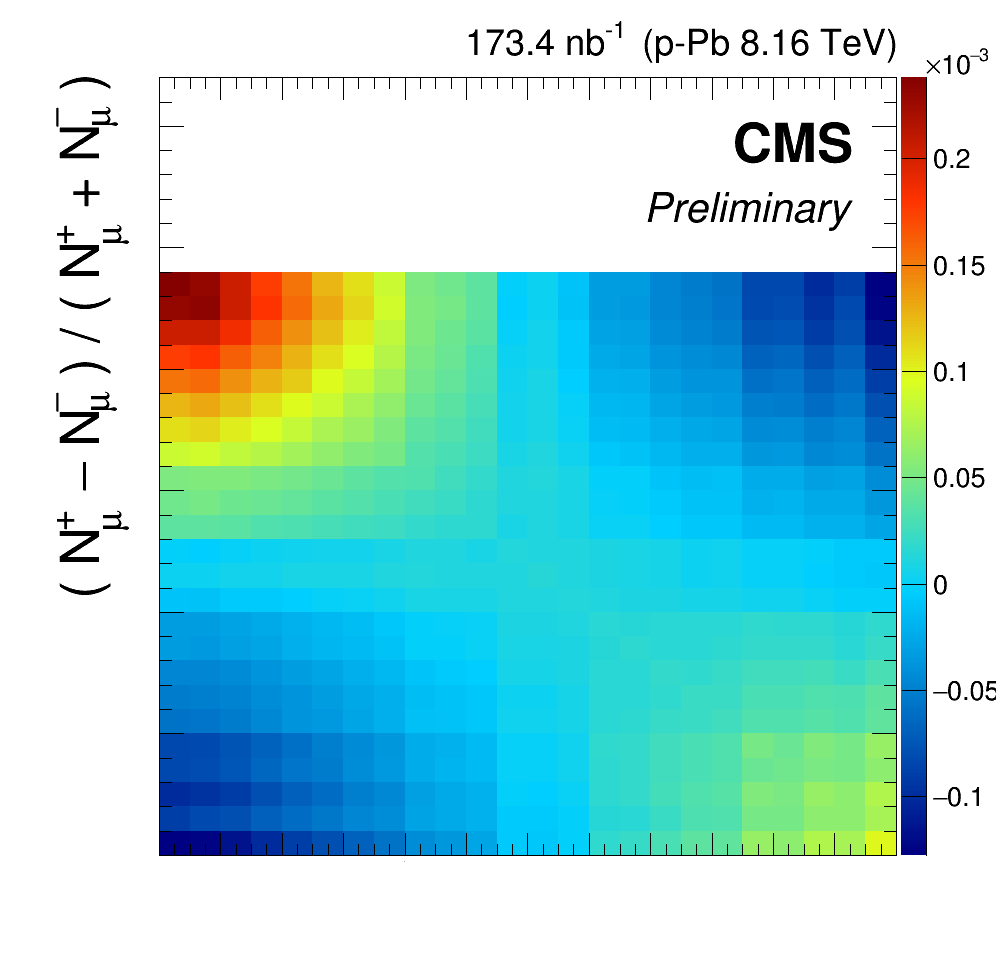 173.4 nb⁻¹ (p-Pb 8.16 TeV)
×10⁻³
CMS
Preliminary
( N⁺μ − N⁻μ ) / ( N⁺μ + N⁻μ )
0.2
0.15
0.1
0.05
0
−0.05
−0.1